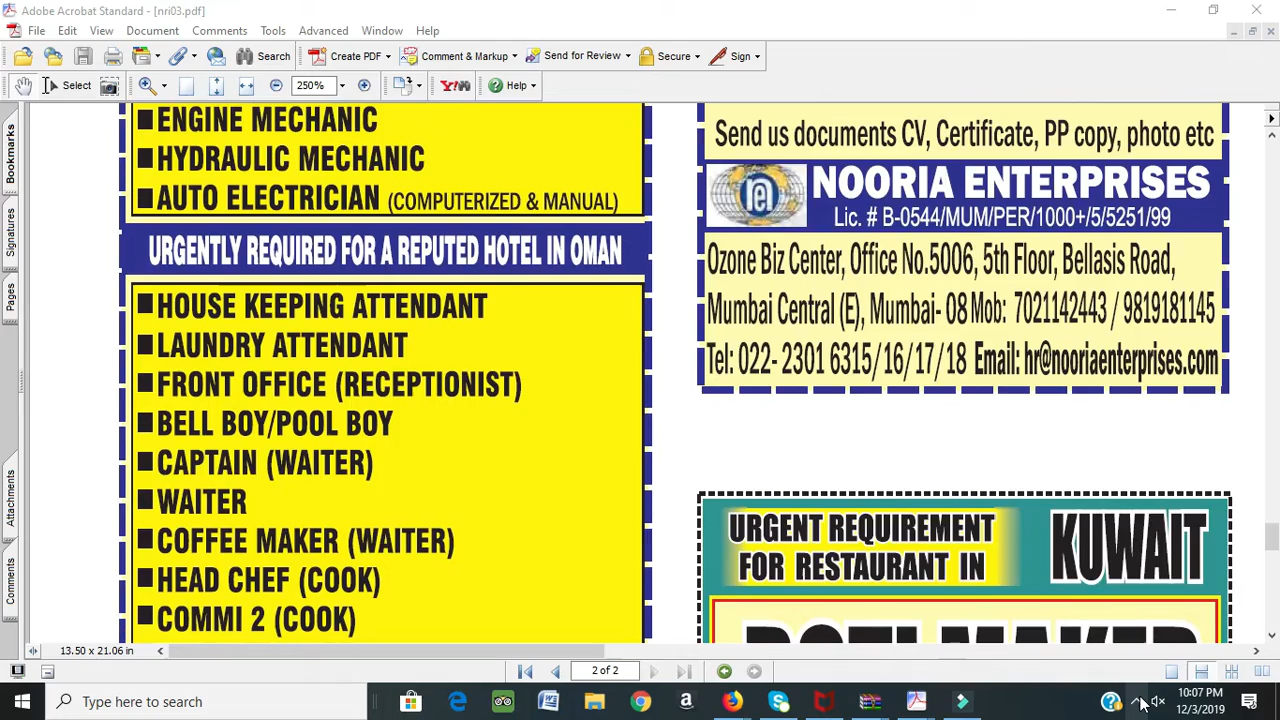 Adobe Acrobat Standard - [nri03.pdf]
File Edit View Document Comments Tools Advanced Window Help
Search Create PDF Comment & Markup Send for Review Secure Sign
Select 250% Y! Help
Bookmarks
Signatures
Pages
Attachments
Comments
ENGINE MECHANIC
HYDRAULIC MECHANIC
AUTO ELECTRICIAN (COMPUTERIZED & MANUAL)
URGENTLY REQUIRED FOR A REPUTED HOTEL IN OMAN
HOUSE KEEPING ATTENDANT
LAUNDRY ATTENDANT
FRONT OFFICE (RECEPTIONIST)
BELL BOY/POOL BOY
CAPTAIN (WAITER)
WAITER
COFFEE MAKER (WAITER)
HEAD CHEF (COOK)
COMMI 2 (COOK)
Send us documents CV, Certificate, PP copy, photo etc
nel
NOORIA ENTERPRISES
Lic. # B-0544/MUM/PER/1000+/5/5251/99
Ozone Biz Center, Office No.5006, 5th Floor, Bellasis Road,
Mumbai Central (E), Mumbai- 08 Mob: 7021142443 / 9819181145
Tel: 022- 2301 6315/16/17/18 Email: hr@nooriaenterprises.com
URGENT REQUIREMENT
FOR RESTAURANT IN
KUWAIT
ROTI MAKER
13.50 x 21.06 in
2 of 2
Type here to search
10:07 PM
12/3/2019